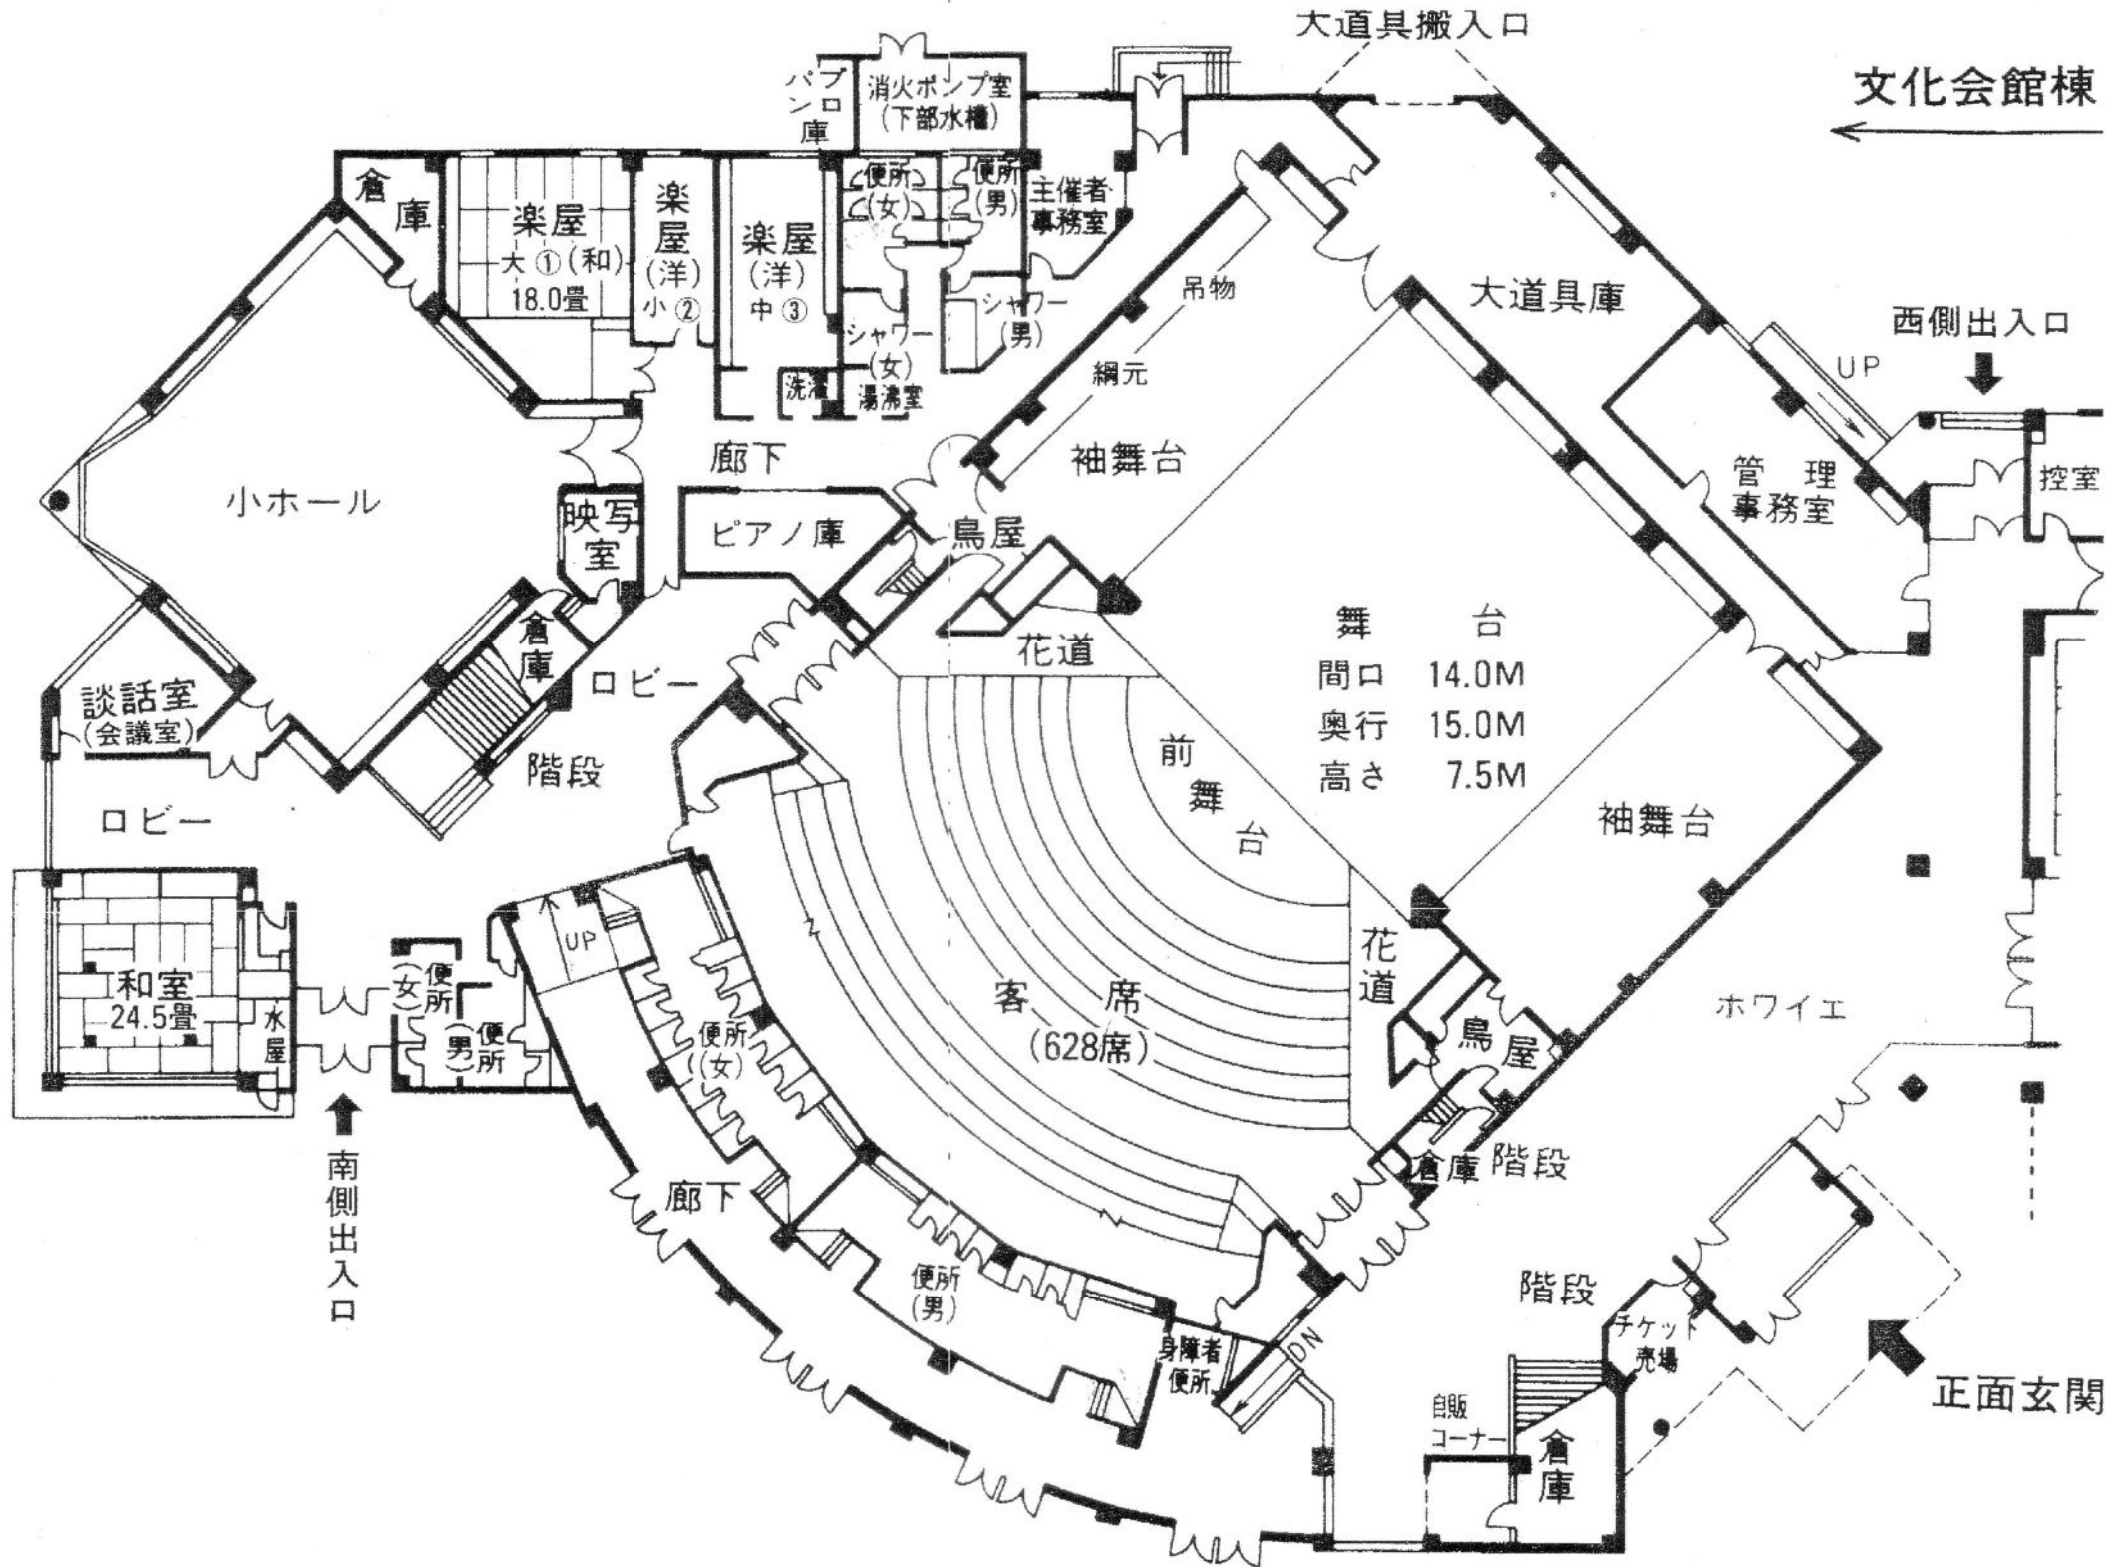 大道具搬入口
文化会館棟
プロパン庫
消火ポンプ室
(下部水槽)
倉庫
楽屋
大①(和)
18.0畳
楽屋
(洋)
小②
楽屋
(洋)
中③
便所
(女)
便所
(男)
主催者
事務室
シャワー
(女)
シャワー
(男)
洗濯
湯沸室
吊物
綱元
大道具庫
西側出入口
UP
管理
事務室
控室
廊下
袖舞台
小ホール
映写室
ピアノ庫
鳥屋
倉庫
花道
ロビー
談話室
(会議室)
階段
ロビー
舞台
間口 14.0M
奥行 15.0M
高さ 7.5M
前舞台
袖舞台
和室
24.5畳
水屋
便所
(女)
便所
(男)
UP
便所
(女)
客席
(628席)
花道
鳥屋
ホワイエ
南側出入口
廊下
倉庫
階段
便所
(男)
身障者
便所
DN
階段
チケット
売場
正面玄関
自販
コーナー
倉庫